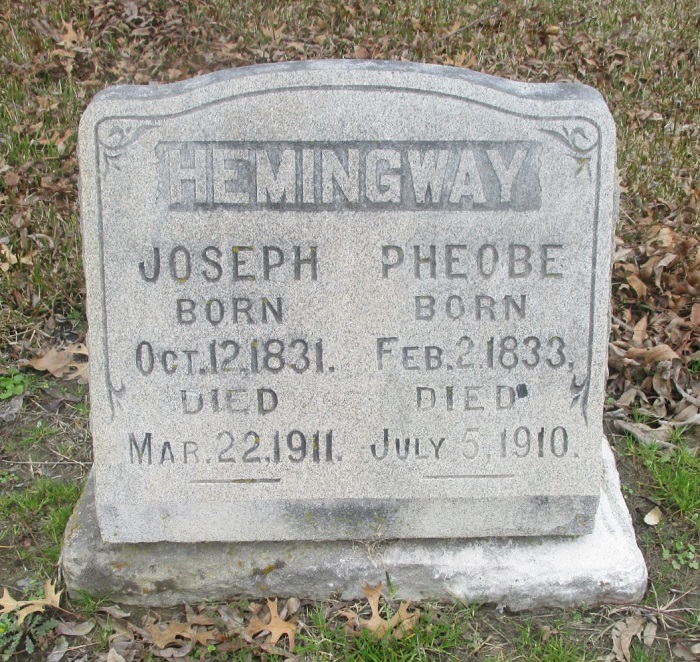 HEMINGWAY
JOSEPH
BORN
OCT.12,1831.
DIED
MAR.22,1911.
PHEOBE
BORN
FEB.2,1833,
DIED
JULY 5,1910.